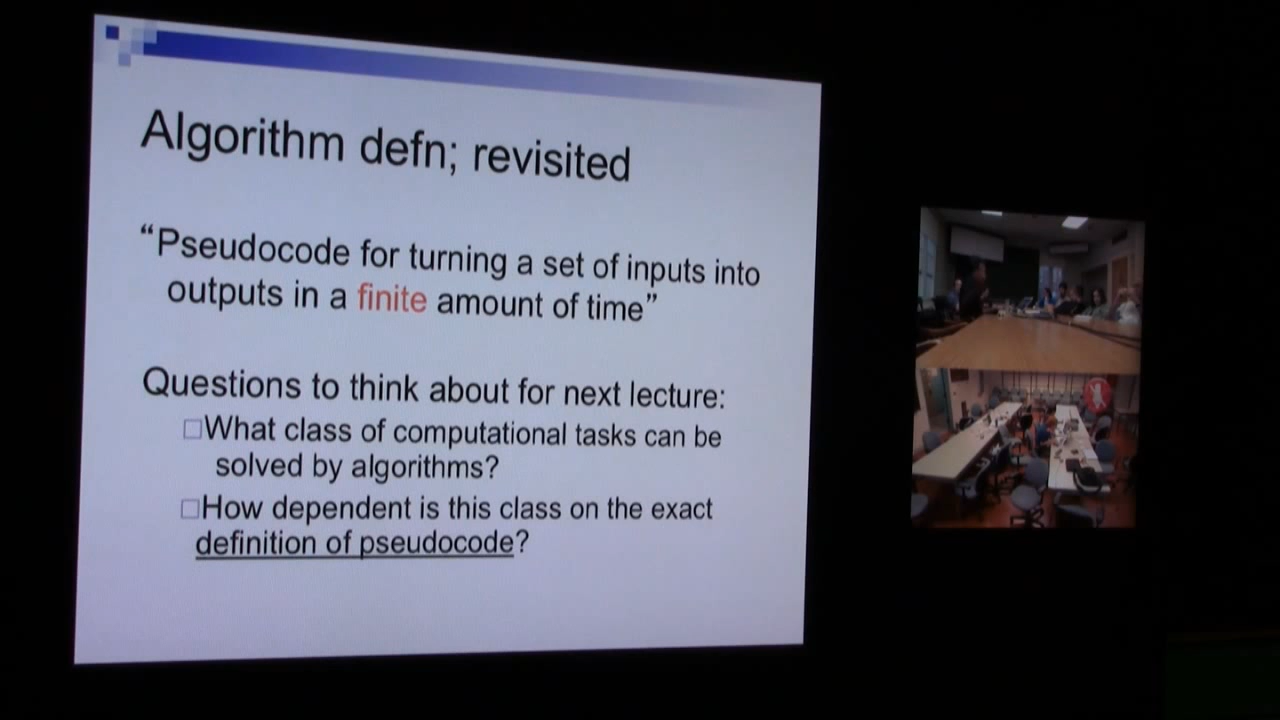 Algorithm defn; revisited
“Pseudocode for turning a set of inputs into
outputs in a finite amount of time”
Questions to think about for next lecture:
What class of computational tasks can be
solved by algorithms?
How dependent is this class on the exact
definition of pseudocode?